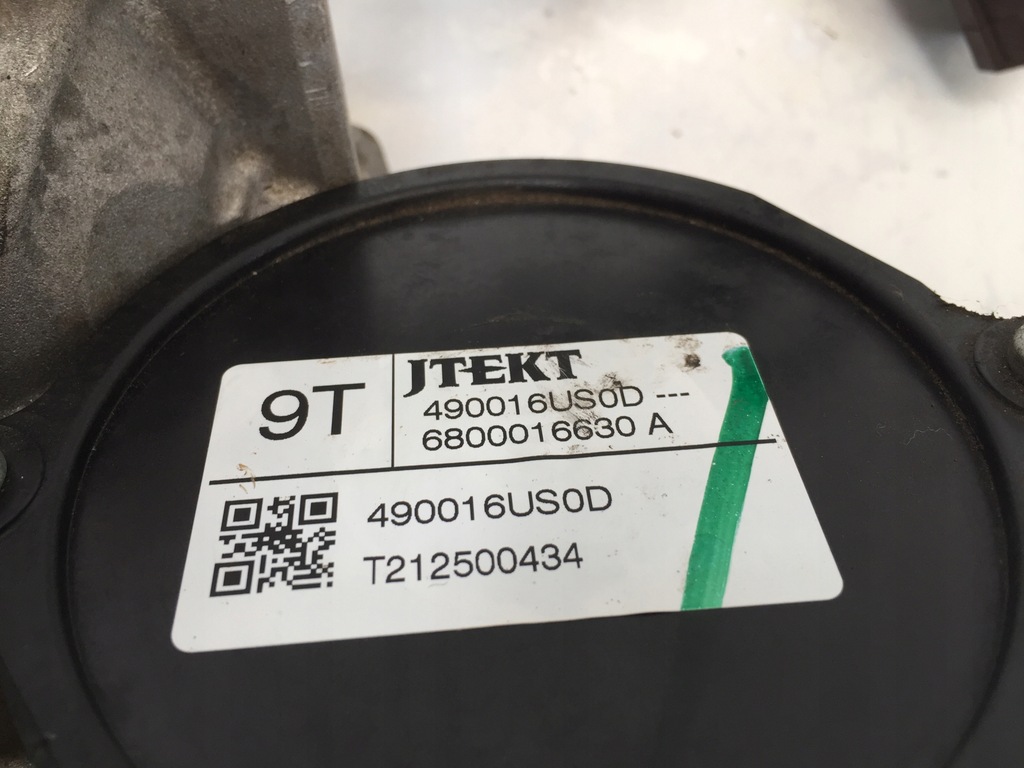 9T
JTEKT
490016US0D ---
6800016630 A
490016US0D
T212500434